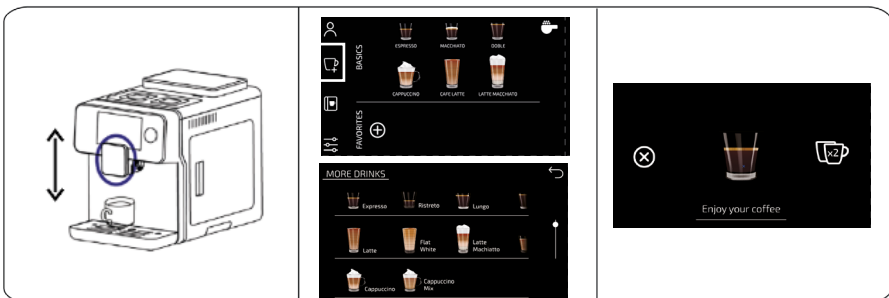 BASICS
ESPRESSO MACCHIATO DOBLE
CAPPUCCINO CAFE LATTE LATTE MACCHIATO
FAVORITES
MORE DRINKS
Expresso Ristreto Lungo
Latte Flat White Latte Machiatto
Cappuccino Cappuccino Mix
x2
Enjoy your coffee